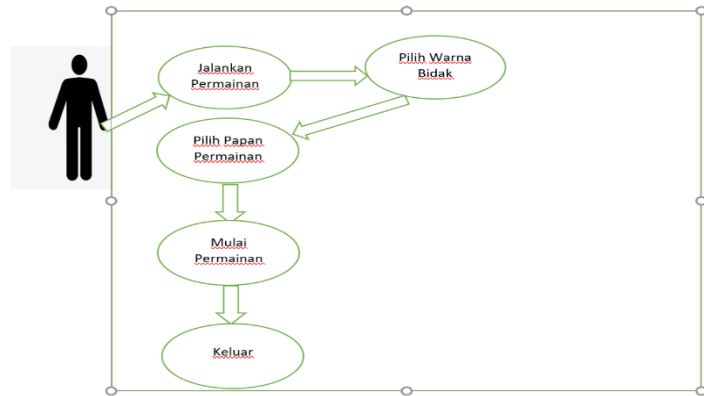 Jalankan
Permainan
Pilih Warna
Bidak
Pilih Papan
Permainan
Mulai
Permainan
Keluar